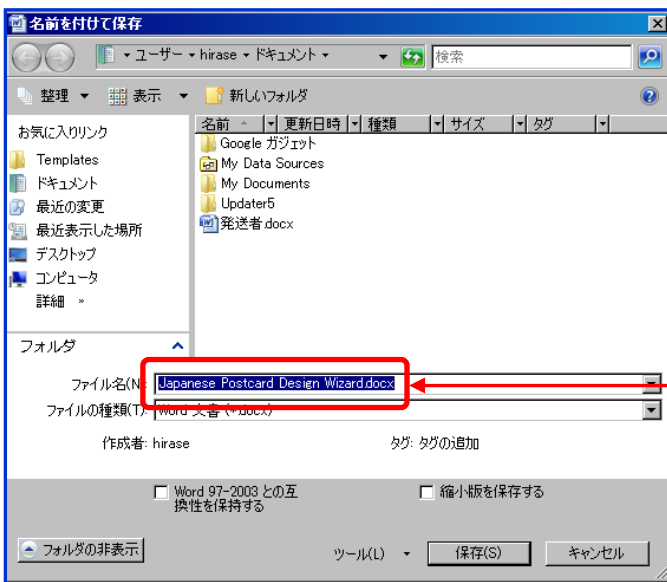 名前を付けて保存
ユーザー hirase ドキュメント 検索
整理 表示 新しいフォルダ
お気に入りリンク
Templates
ドキュメント
最近の変更
最近表示した場所
デスクトップ
コンピュータ
詳細 »
フォルダ
名前 更新日時 種類 サイズ タグ
Google ガジェット
My Data Sources
My Documents
Updater5
発送者.docx
ファイル名(N): Japanese Postcard Design Wizard.docx
ファイルの種類(T): Word 文書 (*.docx)
作成者: hirase タグ: タグの追加
Word 97-2003 との互
換性を保持する
縮小版を保存する
フォルダの非表示 ツール(L) 保存(S) キャンセル